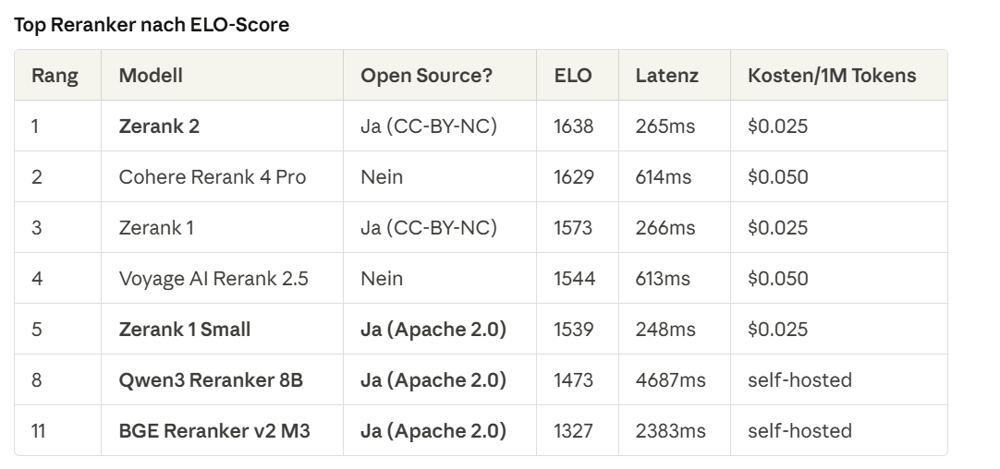 Top Reranker nach ELO-Score
Rang Modell Open Source? ELO Latenz Kosten/1M Tokens
1 Zerank 2 Ja (CC-BY-NC) 1638 265ms $0.025
2 Cohere Rerank 4 Pro Nein 1629 614ms $0.050
3 Zerank 1 Ja (CC-BY-NC) 1573 266ms $0.025
4 Voyage AI Rerank 2.5 Nein 1544 613ms $0.050
5 Zerank 1 Small Ja (Apache 2.0) 1539 248ms $0.025
8 Qwen3 Reranker 8B Ja (Apache 2.0) 1473 4687ms self-hosted
11 BGE Reranker v2 M3 Ja (Apache 2.0) 1327 2383ms self-hosted